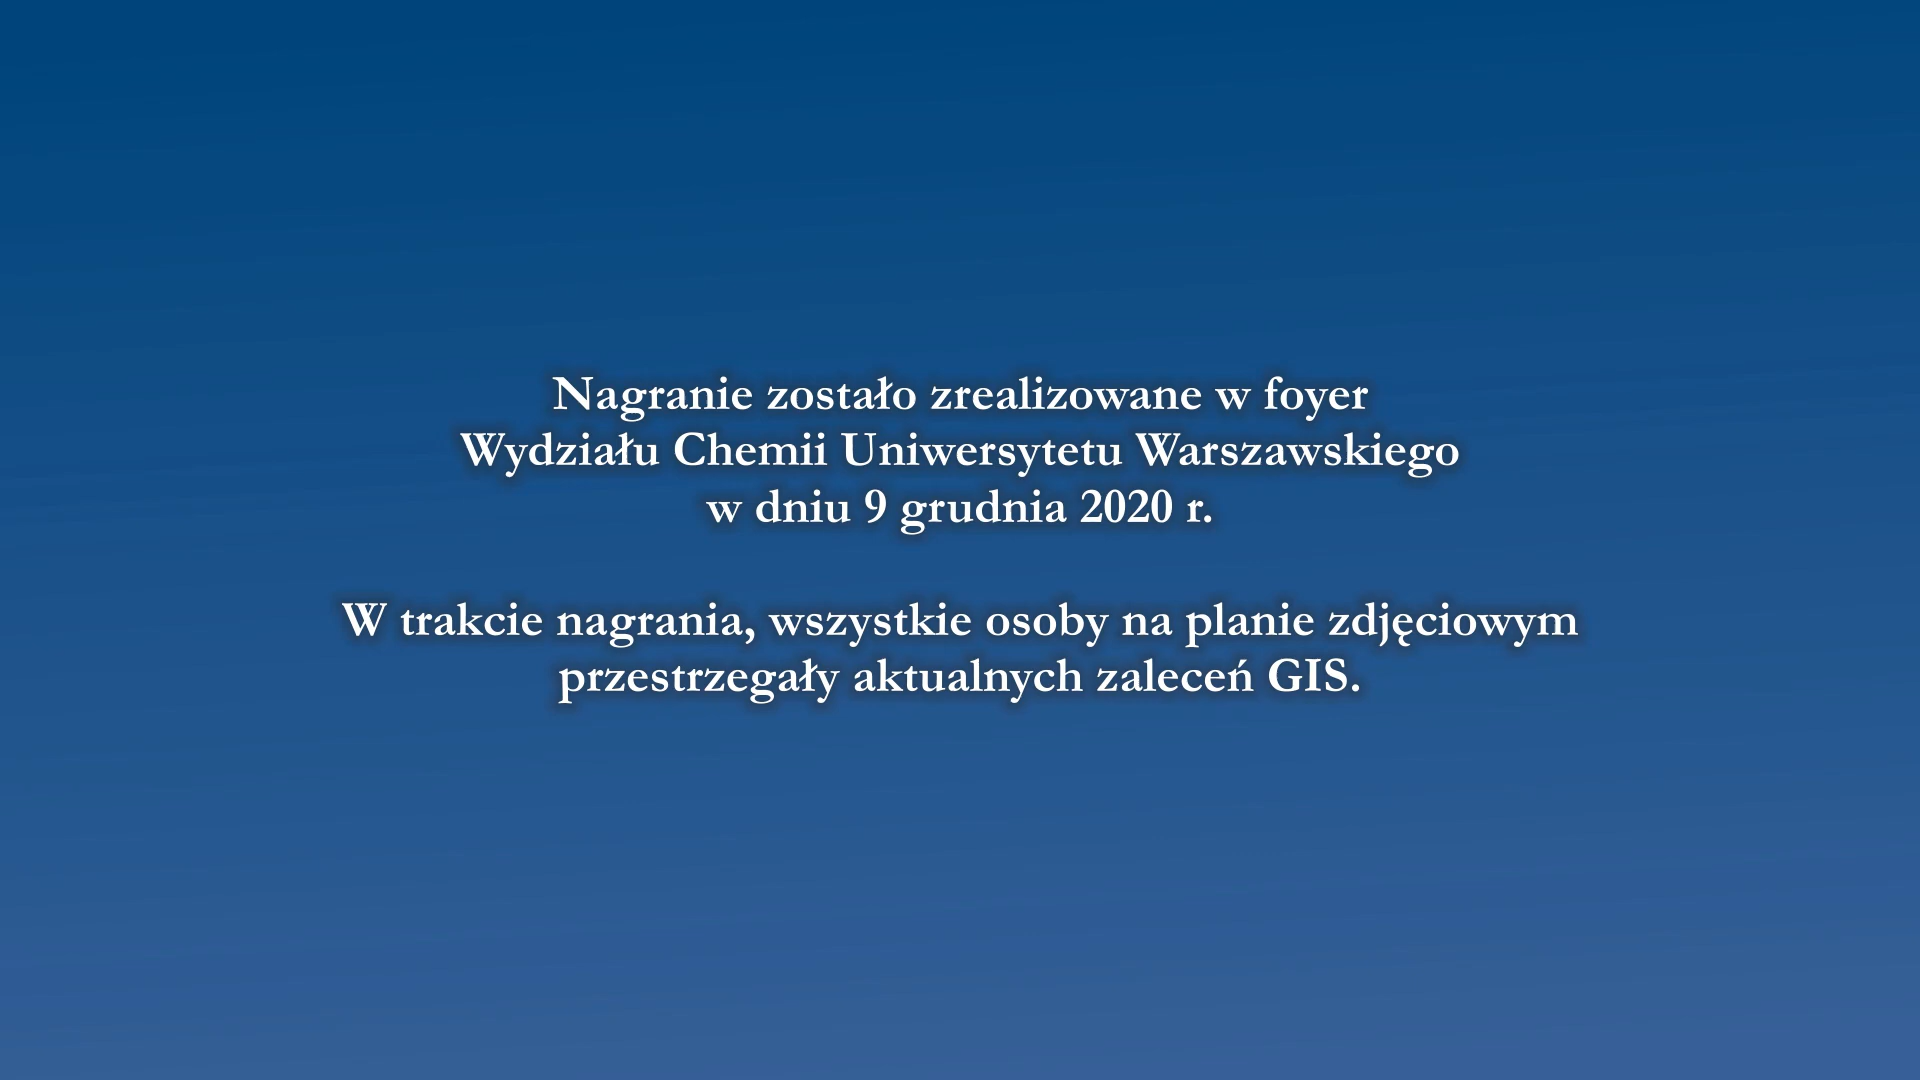 Nagranie zostało zrealizowane w foyer
Wydziału Chemii Uniwersytetu Warszawskiego
w dniu 9 grudnia 2020 r.
W trakcie nagrania, wszystkie osoby na planie zdjęciowym
przestrzegały aktualnych zaleceń GIS.